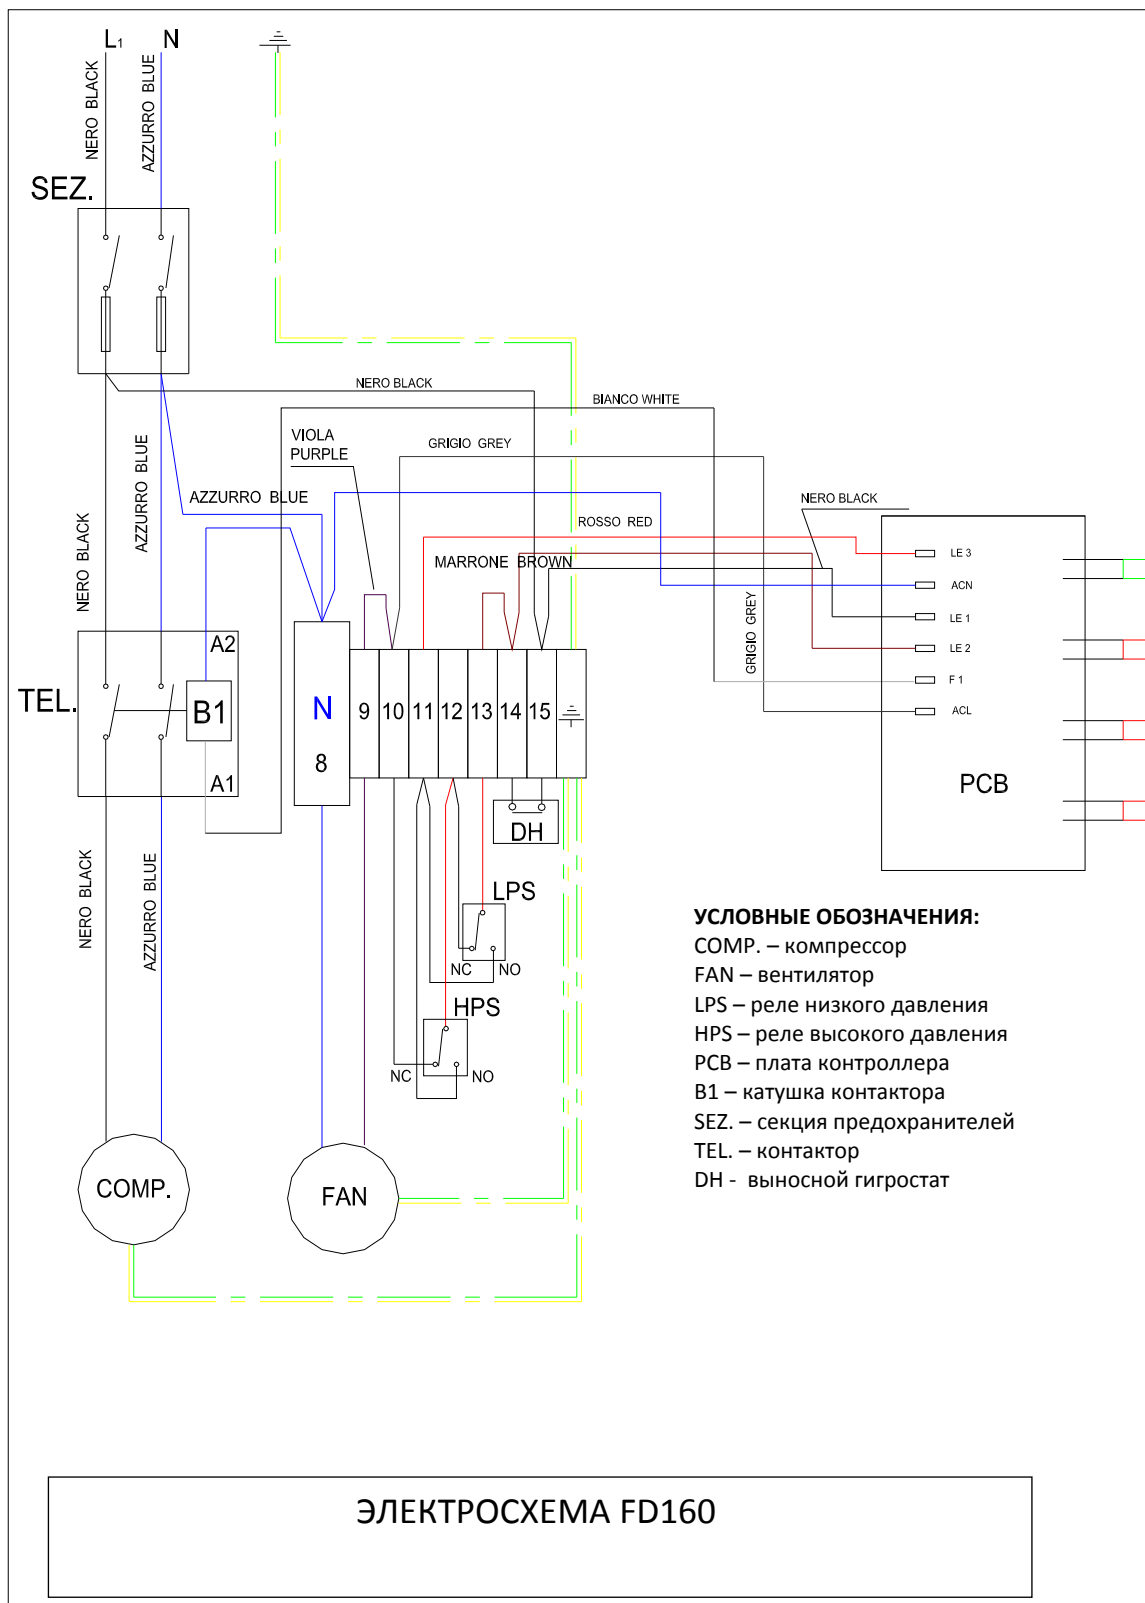 L1 N
NERO BLACK
AZZURRO BLUE
SEZ.
NERO BLACK
BIANCO WHITE
VIOLA
PURPLE
GRIGIO GREY
AZZURRO BLUE
AZZURRO BLUE
NERO BLACK
NERO BLACK
ROSSO RED
MARRONE BROWN
GRIGIO GREY
LE 3
ACN
LE 1
LE 2
F 1
ACL
PCB
TEL.
A2
B1
A1
N
8
9 10 11 12 13 14 15
DH
LPS
NC NO
HPS
NC NO
NERO BLACK
AZZURRO BLUE
COMP.
FAN
УСЛОВНЫЕ ОБОЗНАЧЕНИЯ:
COMP. – компрессор
FAN – вентилятор
LPS – реле низкого давления
HPS – реле высокого давления
PCB – плата контроллера
B1 – катушка контактора
SEZ. – секция предохранителей
TEL. – контактор
DH - выносной гигростат
ЭЛЕКТРОСХЕМА FD160